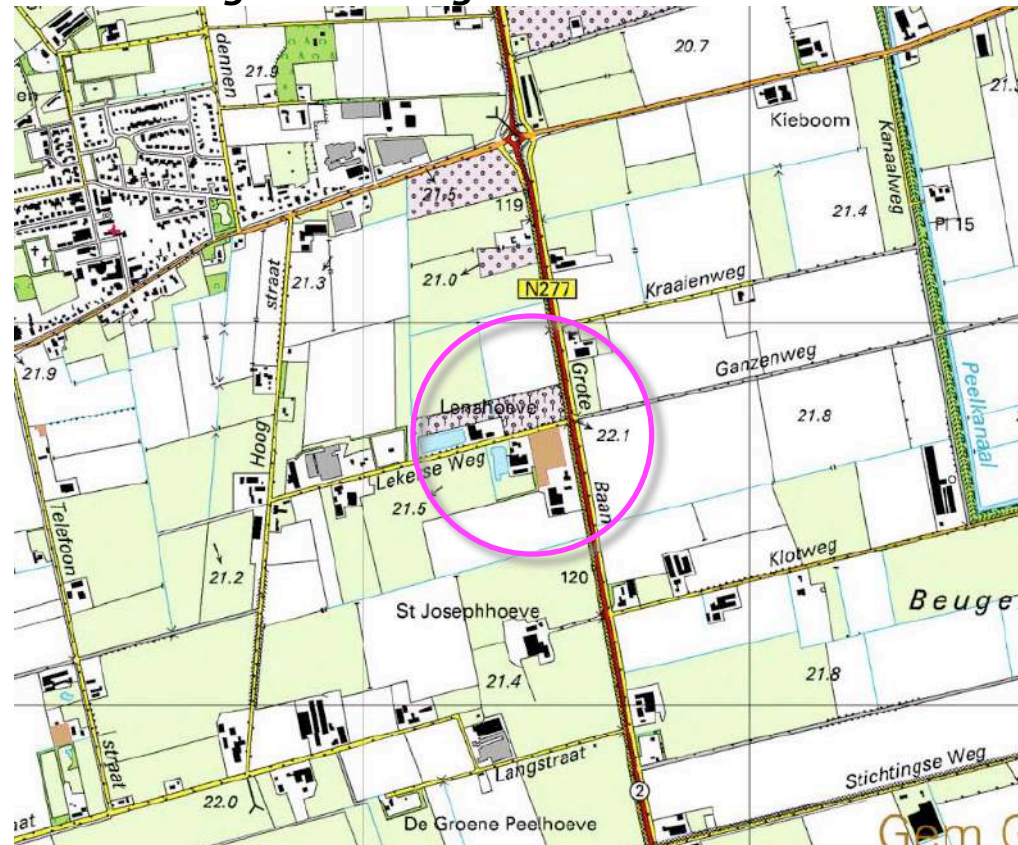 dennen
21.9
20.7
Kieboom
Kanaalweg
21.5
119
21.4
Pl 15
straat
21.3
21.0
N277
Kraaienweg
21.9
Grote
Ganzenweg
Peelkanaal
Lenahoeve
22.1
21.8
Hoog
Lekerse Weg
21.5
Baan
Telefoon
21.2
120
Klotweg
St Josephhoeve
Beuge
21.4
21.8
straat
Langstraat
Stichtingse Weg
22.0
2
aat
De Groene Peelhoeve
Gem G